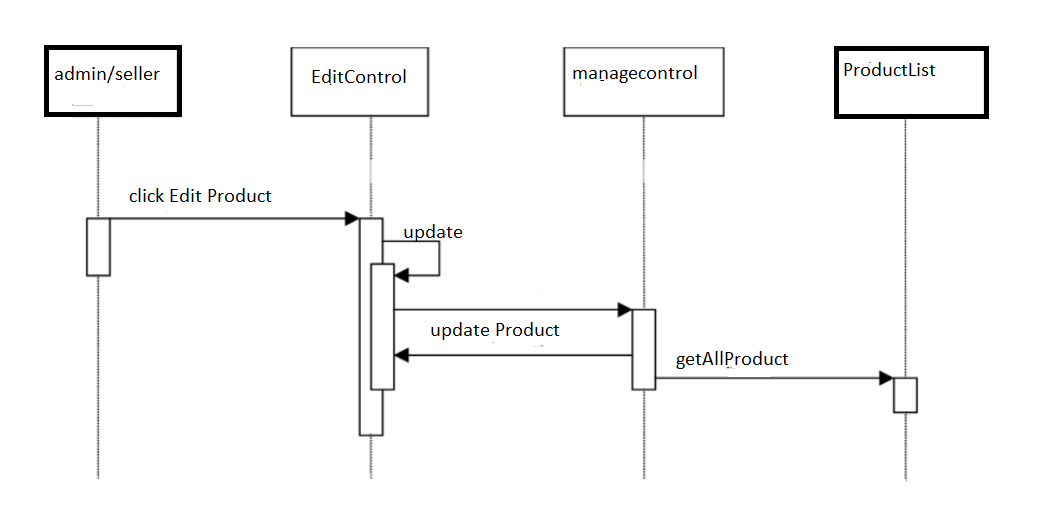 admin/seller
EditControl
managecontrol
ProductList
click Edit Product
update
update Product
getAllProduct